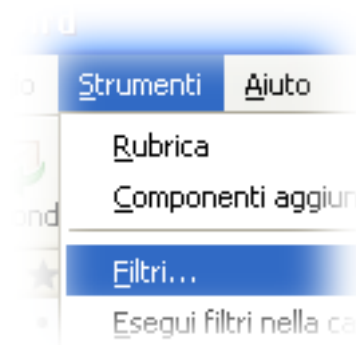 Strumenti Aiuto
Rubrica
Componenti
Filtri...
Esegui filtri nella